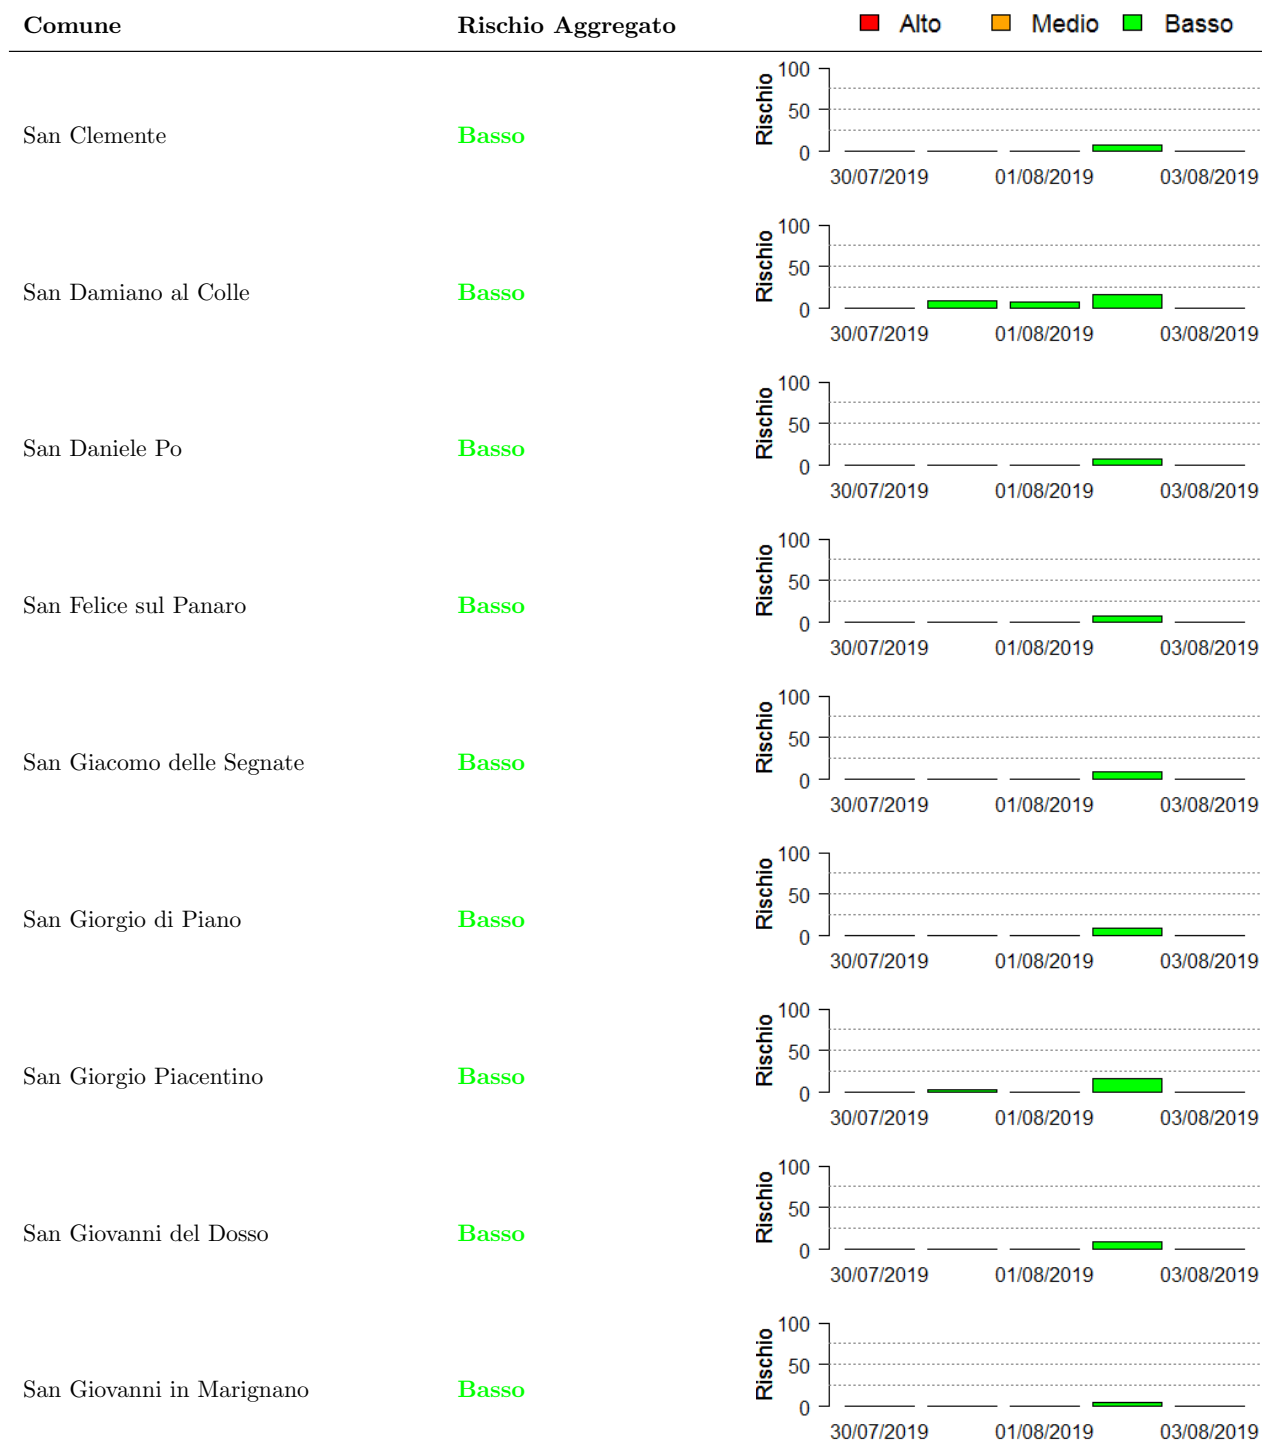 Comune Rischio Aggregato Alto Medio Basso
100
50
0
Rischio
San Clemente Basso
30/07/2019 01/08/2019 03/08/2019
100
50
0
Rischio
San Damiano al Colle Basso
30/07/2019 01/08/2019 03/08/2019
100
50
0
Rischio
San Daniele Po Basso
30/07/2019 01/08/2019 03/08/2019
100
50
0
Rischio
San Felice sul Panaro Basso
30/07/2019 01/08/2019 03/08/2019
100
50
0
Rischio
San Giacomo delle Segnate Basso
30/07/2019 01/08/2019 03/08/2019
100
50
0
Rischio
San Giorgio di Piano Basso
30/07/2019 01/08/2019 03/08/2019
100
50
0
Rischio
San Giorgio Piacentino Basso
30/07/2019 01/08/2019 03/08/2019
100
50
0
Rischio
San Giovanni del Dosso Basso
30/07/2019 01/08/2019 03/08/2019
100
50
0
Rischio
San Giovanni in Marignano Basso
30/07/2019 01/08/2019 03/08/2019